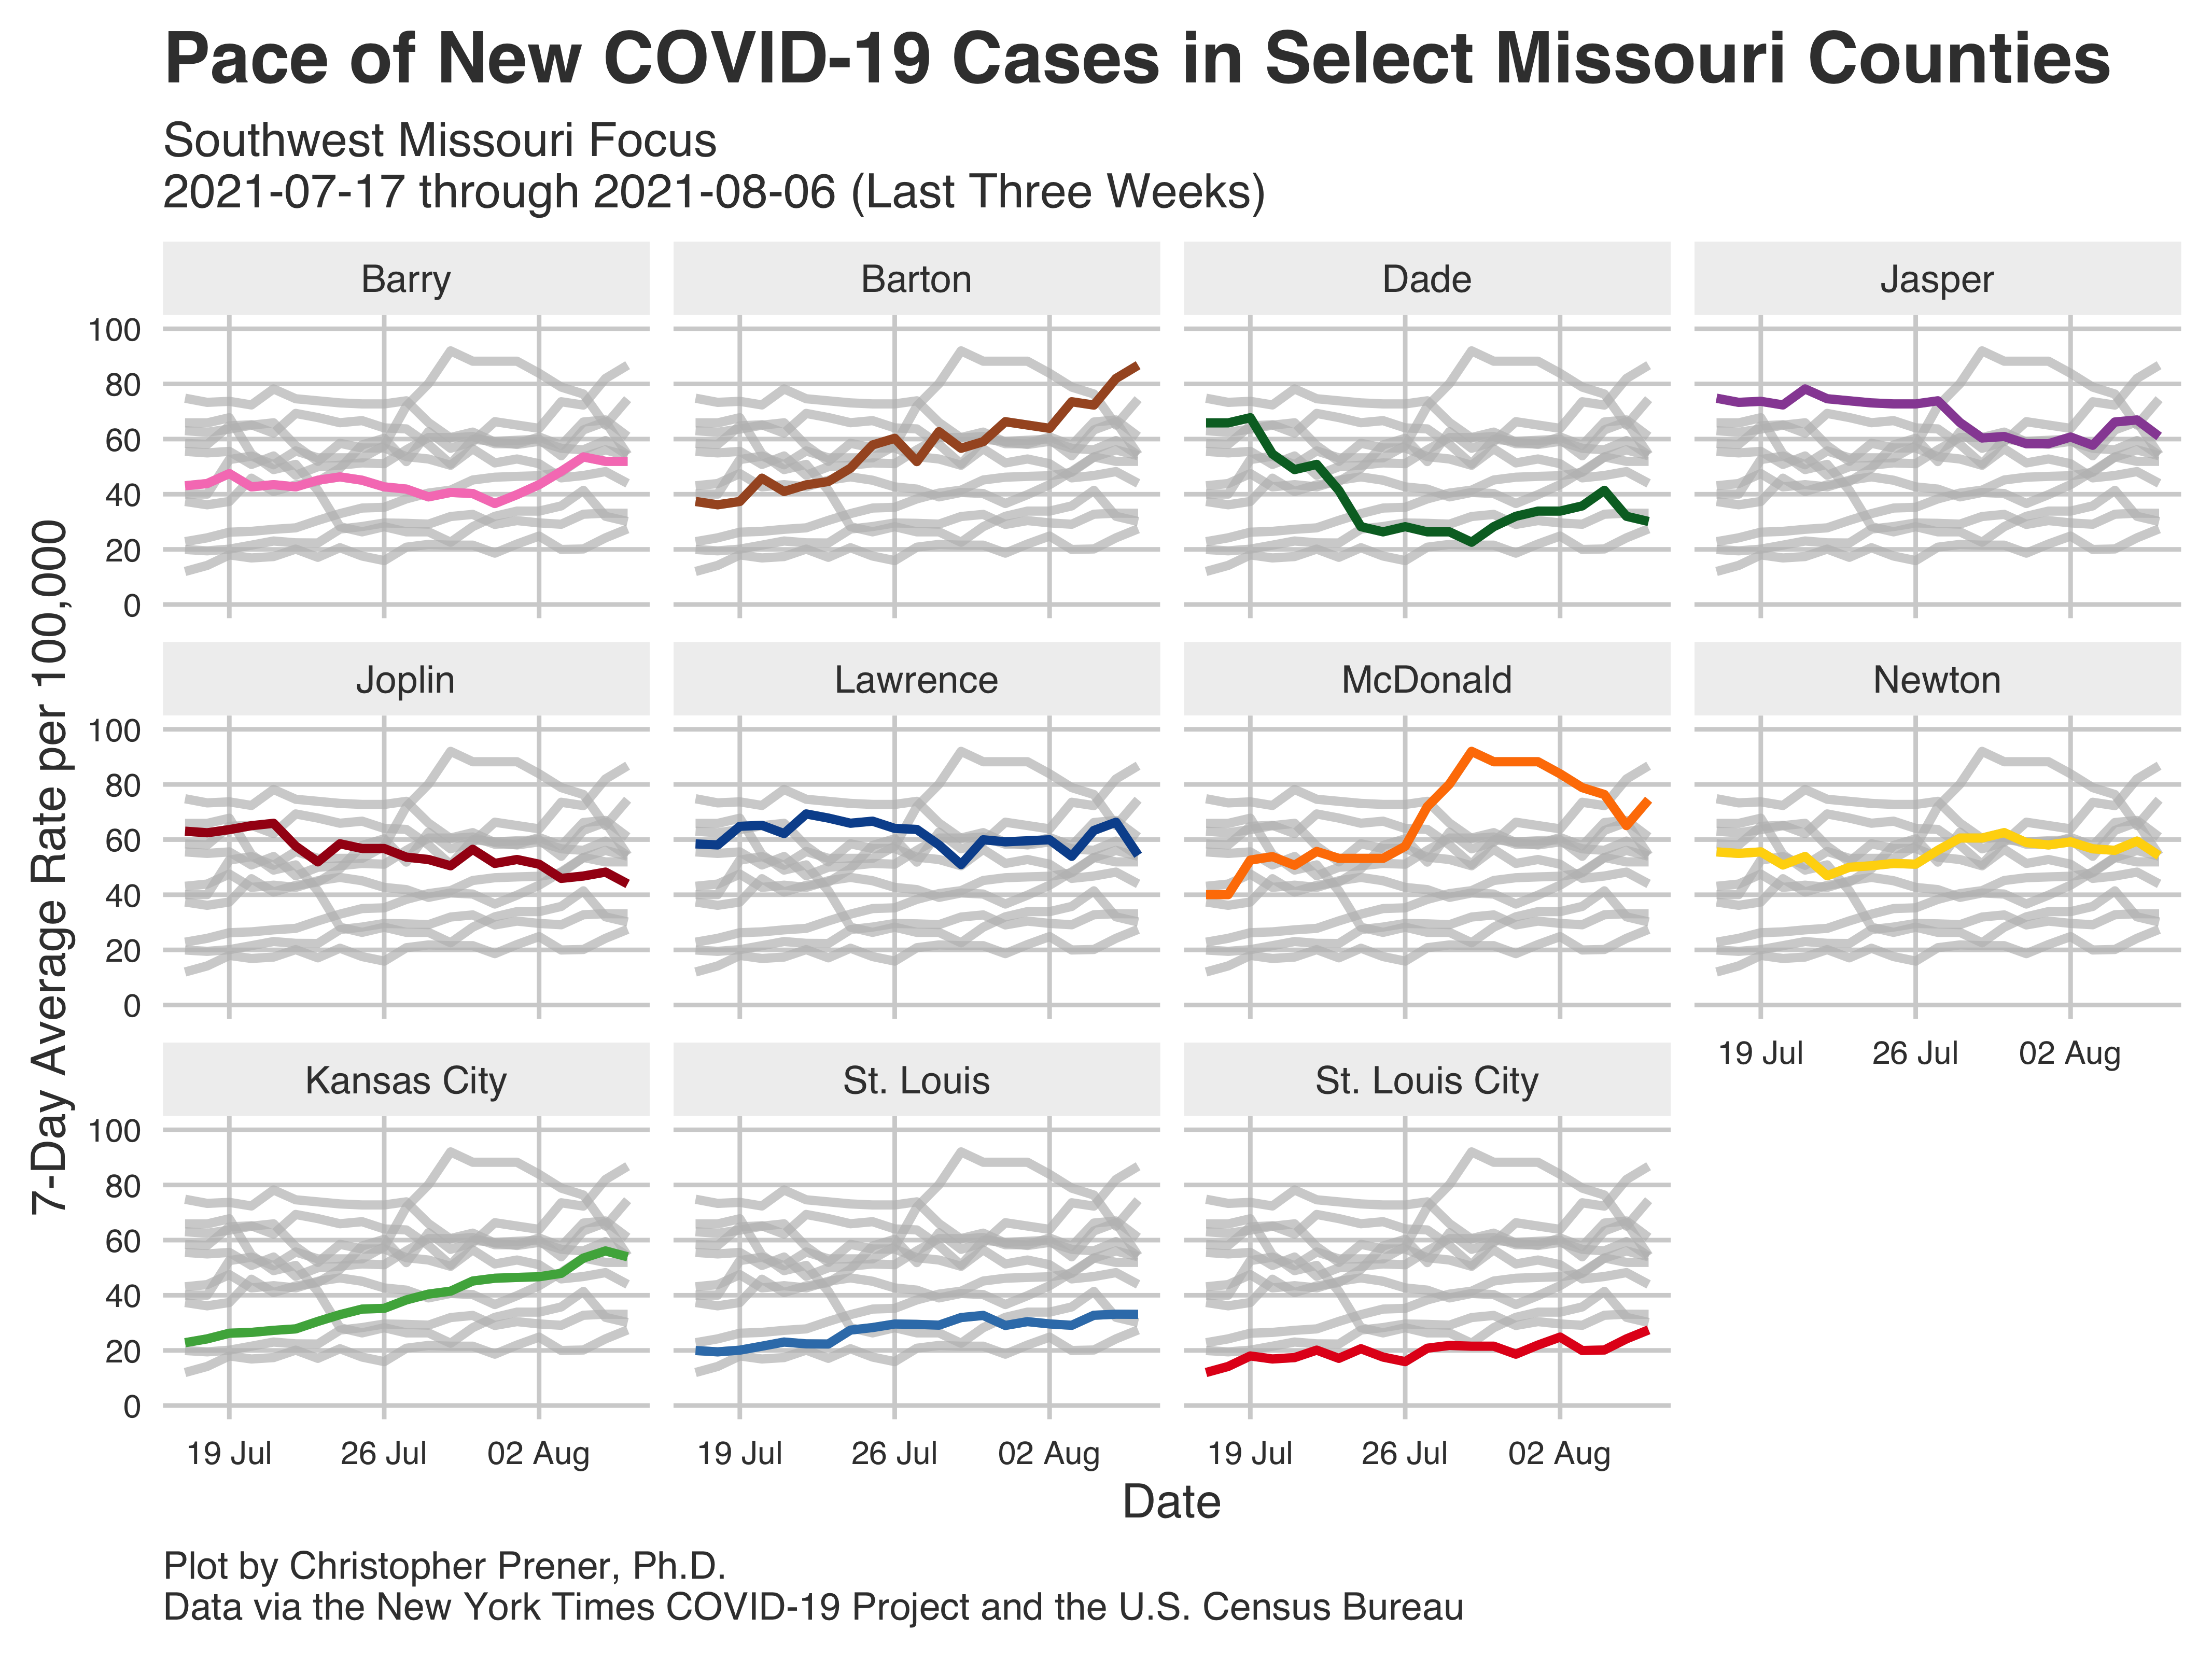 Pace of New COVID-19 Cases in Select Missouri Counties
Southwest Missouri Focus
2021-07-17 through 2021-08-06 (Last Three Weeks)
Barry
Barton
Dade
Jasper
100
80
60
40
20
0
Joplin
Lawrence
McDonald
Newton
100
80
60
40
20
0
19 Jul
26 Jul
02 Aug
Kansas City
St. Louis
St. Louis City
100
80
60
40
20
0
19 Jul
26 Jul
02 Aug
19 Jul
26 Jul
02 Aug
19 Jul
26 Jul
02 Aug
7-Day Average Rate per 100,000
Date
Plot by Christopher Prener, Ph.D.
Data via the New York Times COVID-19 Project and the U.S. Census Bureau